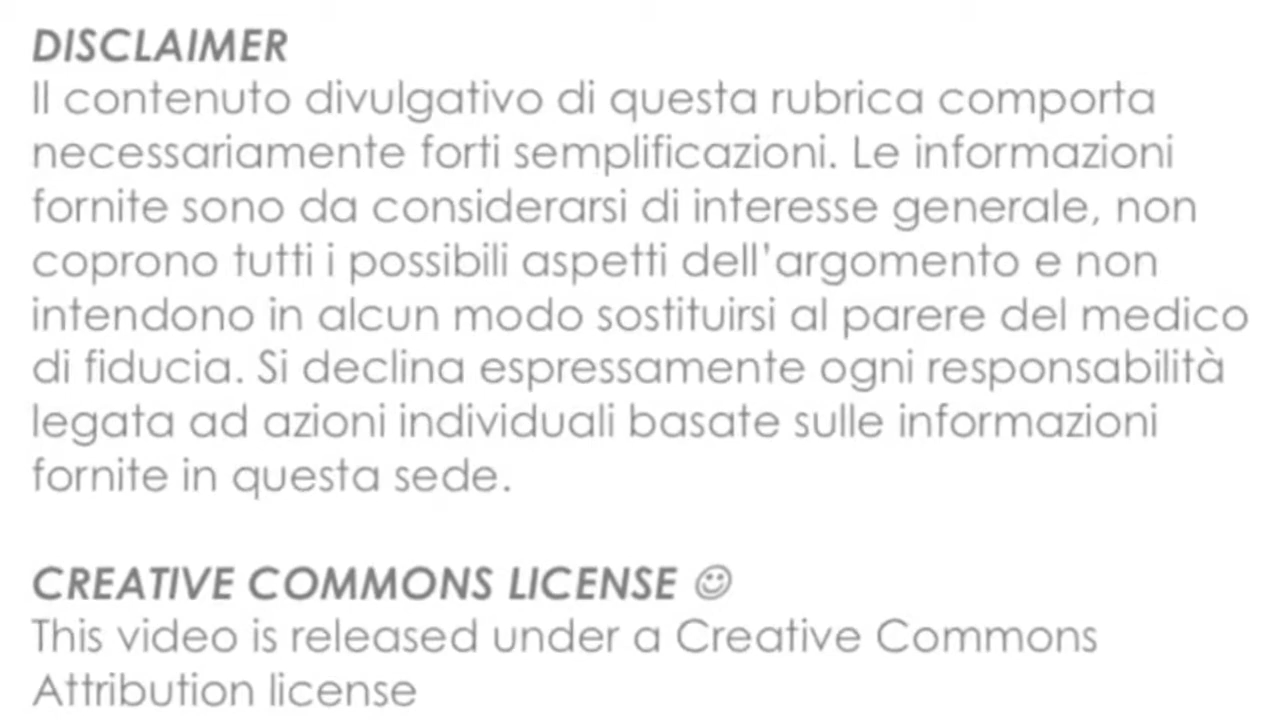 DISCLAIMER
Il contenuto divulgativo di questa rubrica comporta
necessariamente forti semplificazioni. Le informazioni
fornite sono da considerarsi di interesse generale, non
coprono tutti i possibili aspetti dell'argomento e non
intendono in alcun modo sostituirsi al parere del medico
di fiducia. Si declina espressamente ogni responsabilità
legata ad azioni individuali basate sulle informazioni
fornite in questa sede.
CREATIVE COMMONS LICENSE ☺
This video is released under a Creative Commons
Attribution license